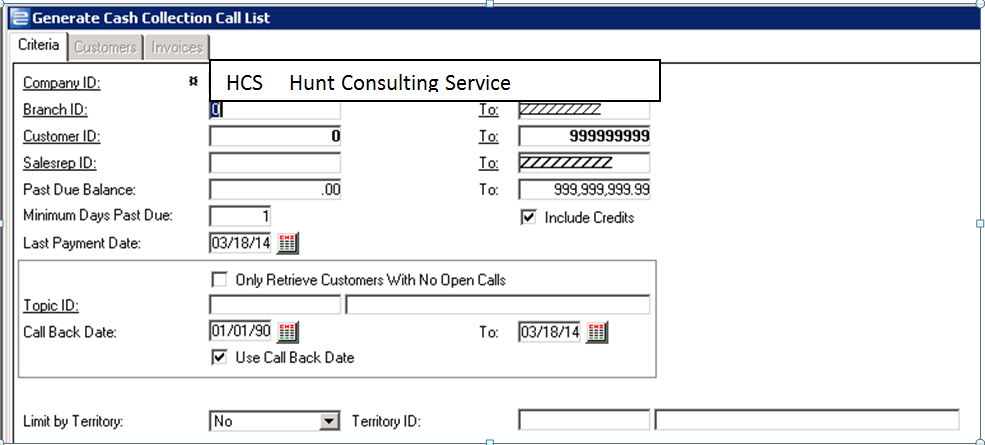 Generate Cash Collection Call List
Criteria Customers Invoices
Company ID: HCS Hunt Consulting Service
Branch ID: 0 To: ZZZZZZZZZ
Customer ID: 0 To: 999999999
Salesrep ID: To: ZZZZZZZZZZ
Past Due Balance: .00 To: 999,999,999.99
Minimum Days Past Due: 1 Include Credits
Last Payment Date: 03/18/14
Only Retrieve Customers With No Open Calls
Topic ID:
Call Back Date: 01/01/90 To: 03/18/14
Use Call Back Date
Limit by Territory: No Territory ID: